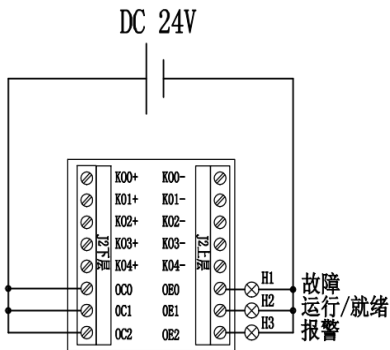 DC 24V
K00+ K00-
K01+ K01-
K02+ K02-
K03+ K03-
K04+ K04-
J2下层 J2上层
OC0 OE0 H1 故障
OC1 OE1 H2 运行/就绪
OC2 OE2 H3 报警